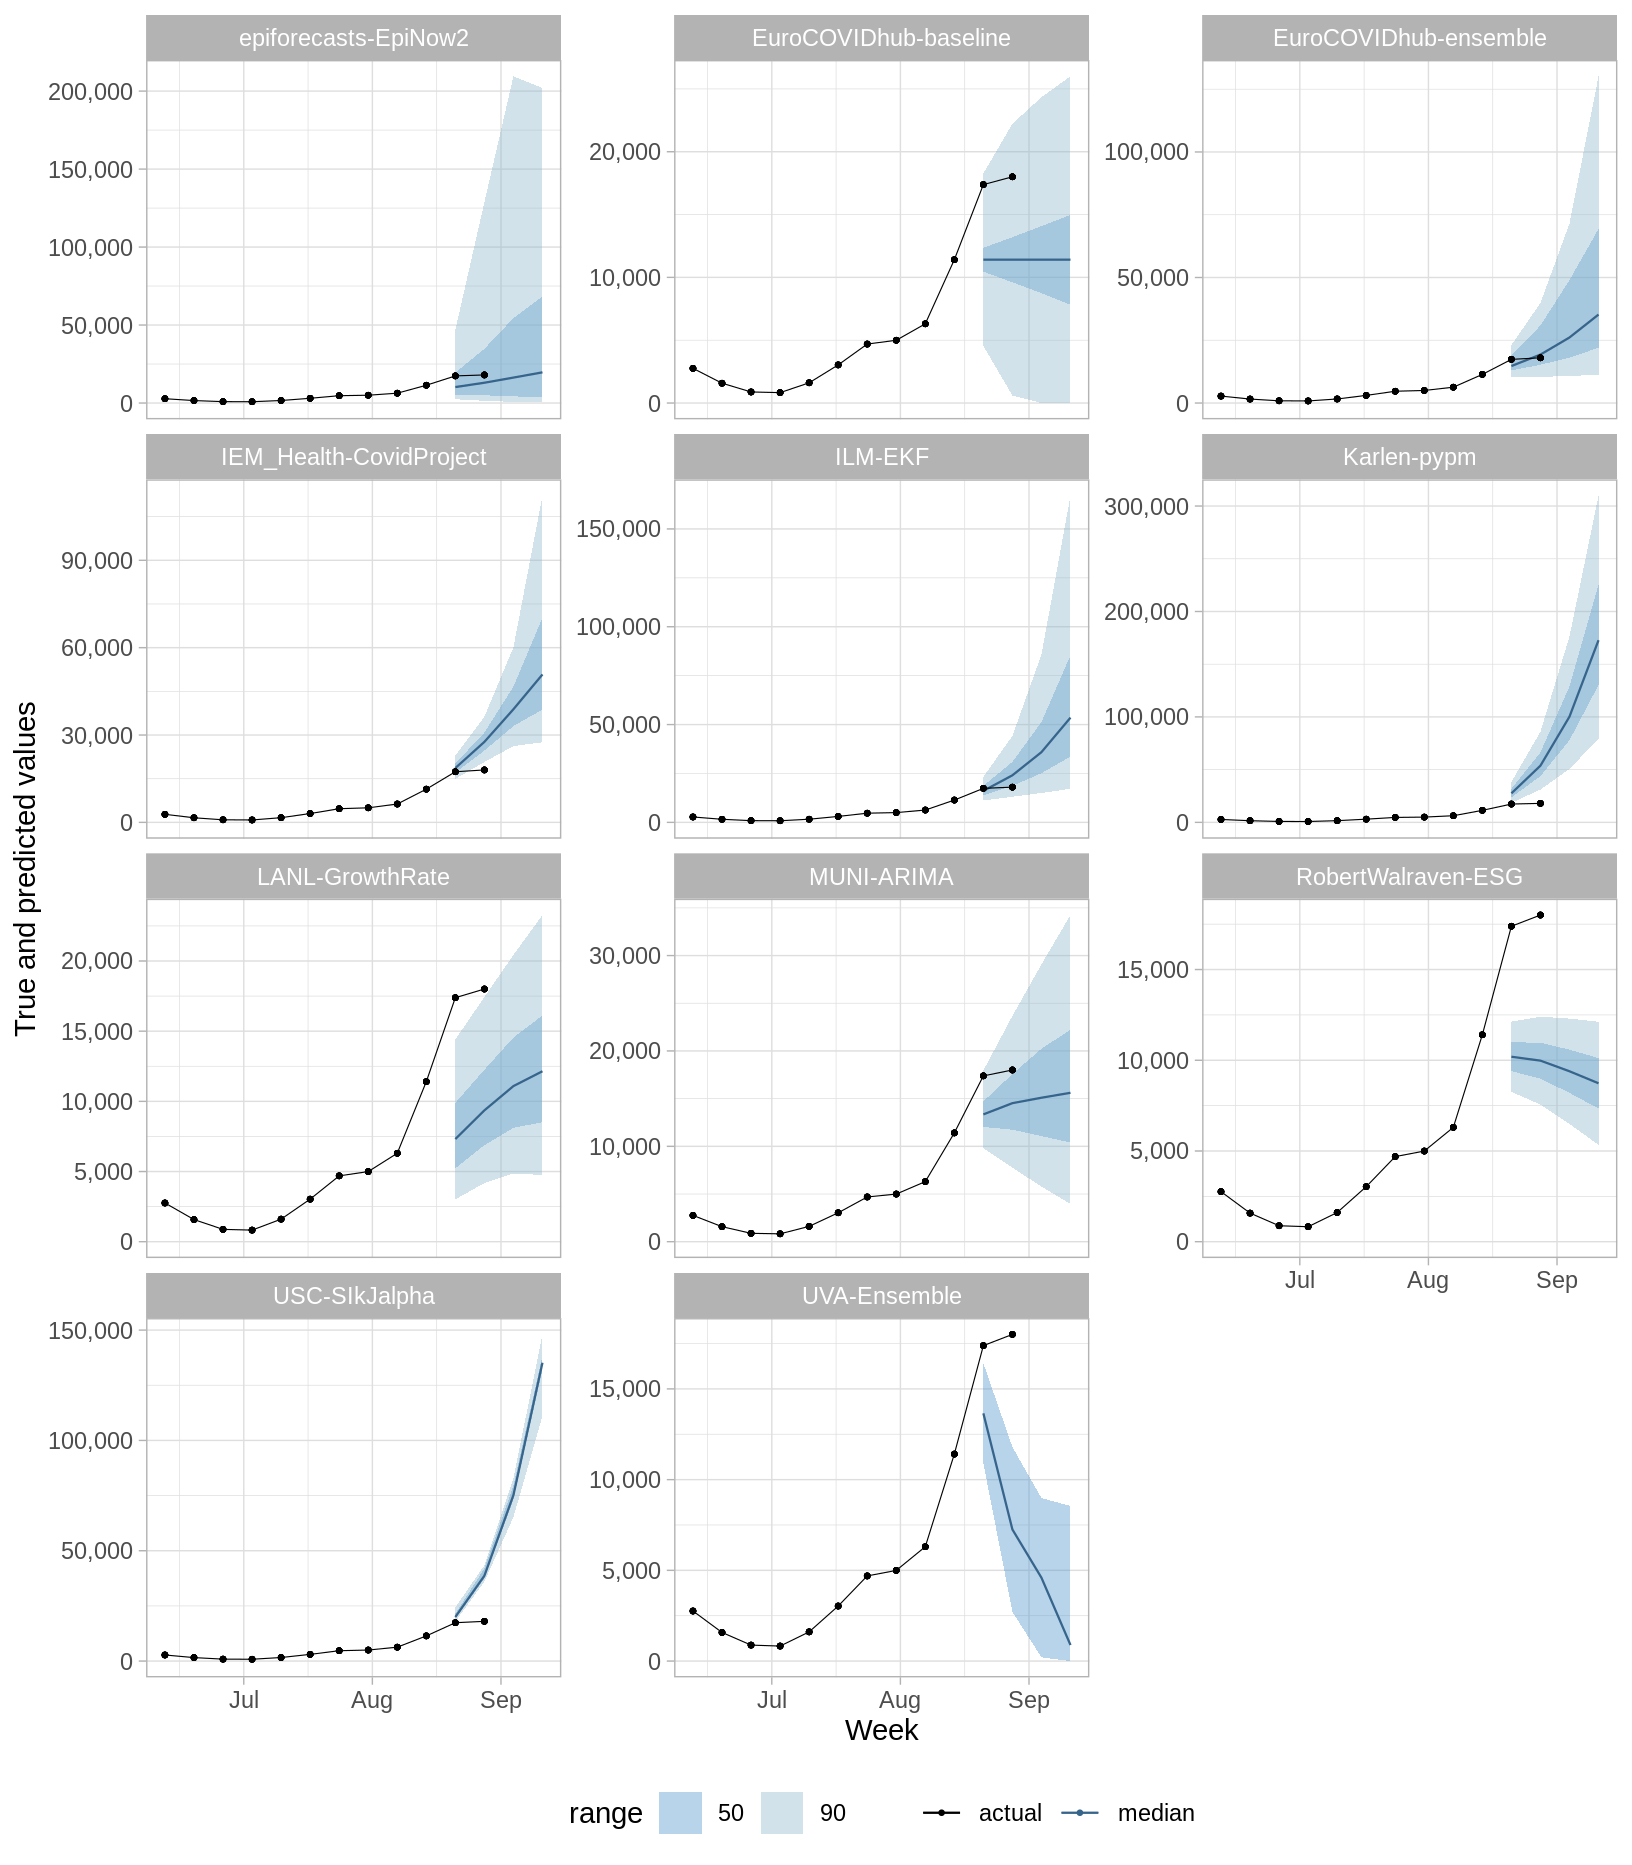 epiforecasts-EpiNow2
EuroCOVIDhub-baseline
EuroCOVIDhub-ensemble
200,000
150,000
100,000
50,000
0
20,000
10,000
0
100,000
50,000
0
IEM_Health-CovidProject
ILM-EKF
Karlen-pypm
90,000
60,000
30,000
0
150,000
100,000
50,000
0
300,000
200,000
100,000
0
LANL-GrowthRate
MUNI-ARIMA
RobertWalraven-ESG
20,000
15,000
10,000
5,000
0
30,000
20,000
10,000
0
15,000
10,000
5,000
0
Jul Aug Sep
USC-SIkJalpha
UVA-Ensemble
150,000
100,000
50,000
0
15,000
10,000
5,000
0
Jul Aug Sep
Jul Aug Sep
True and predicted values
Week
range 50 90 actual median